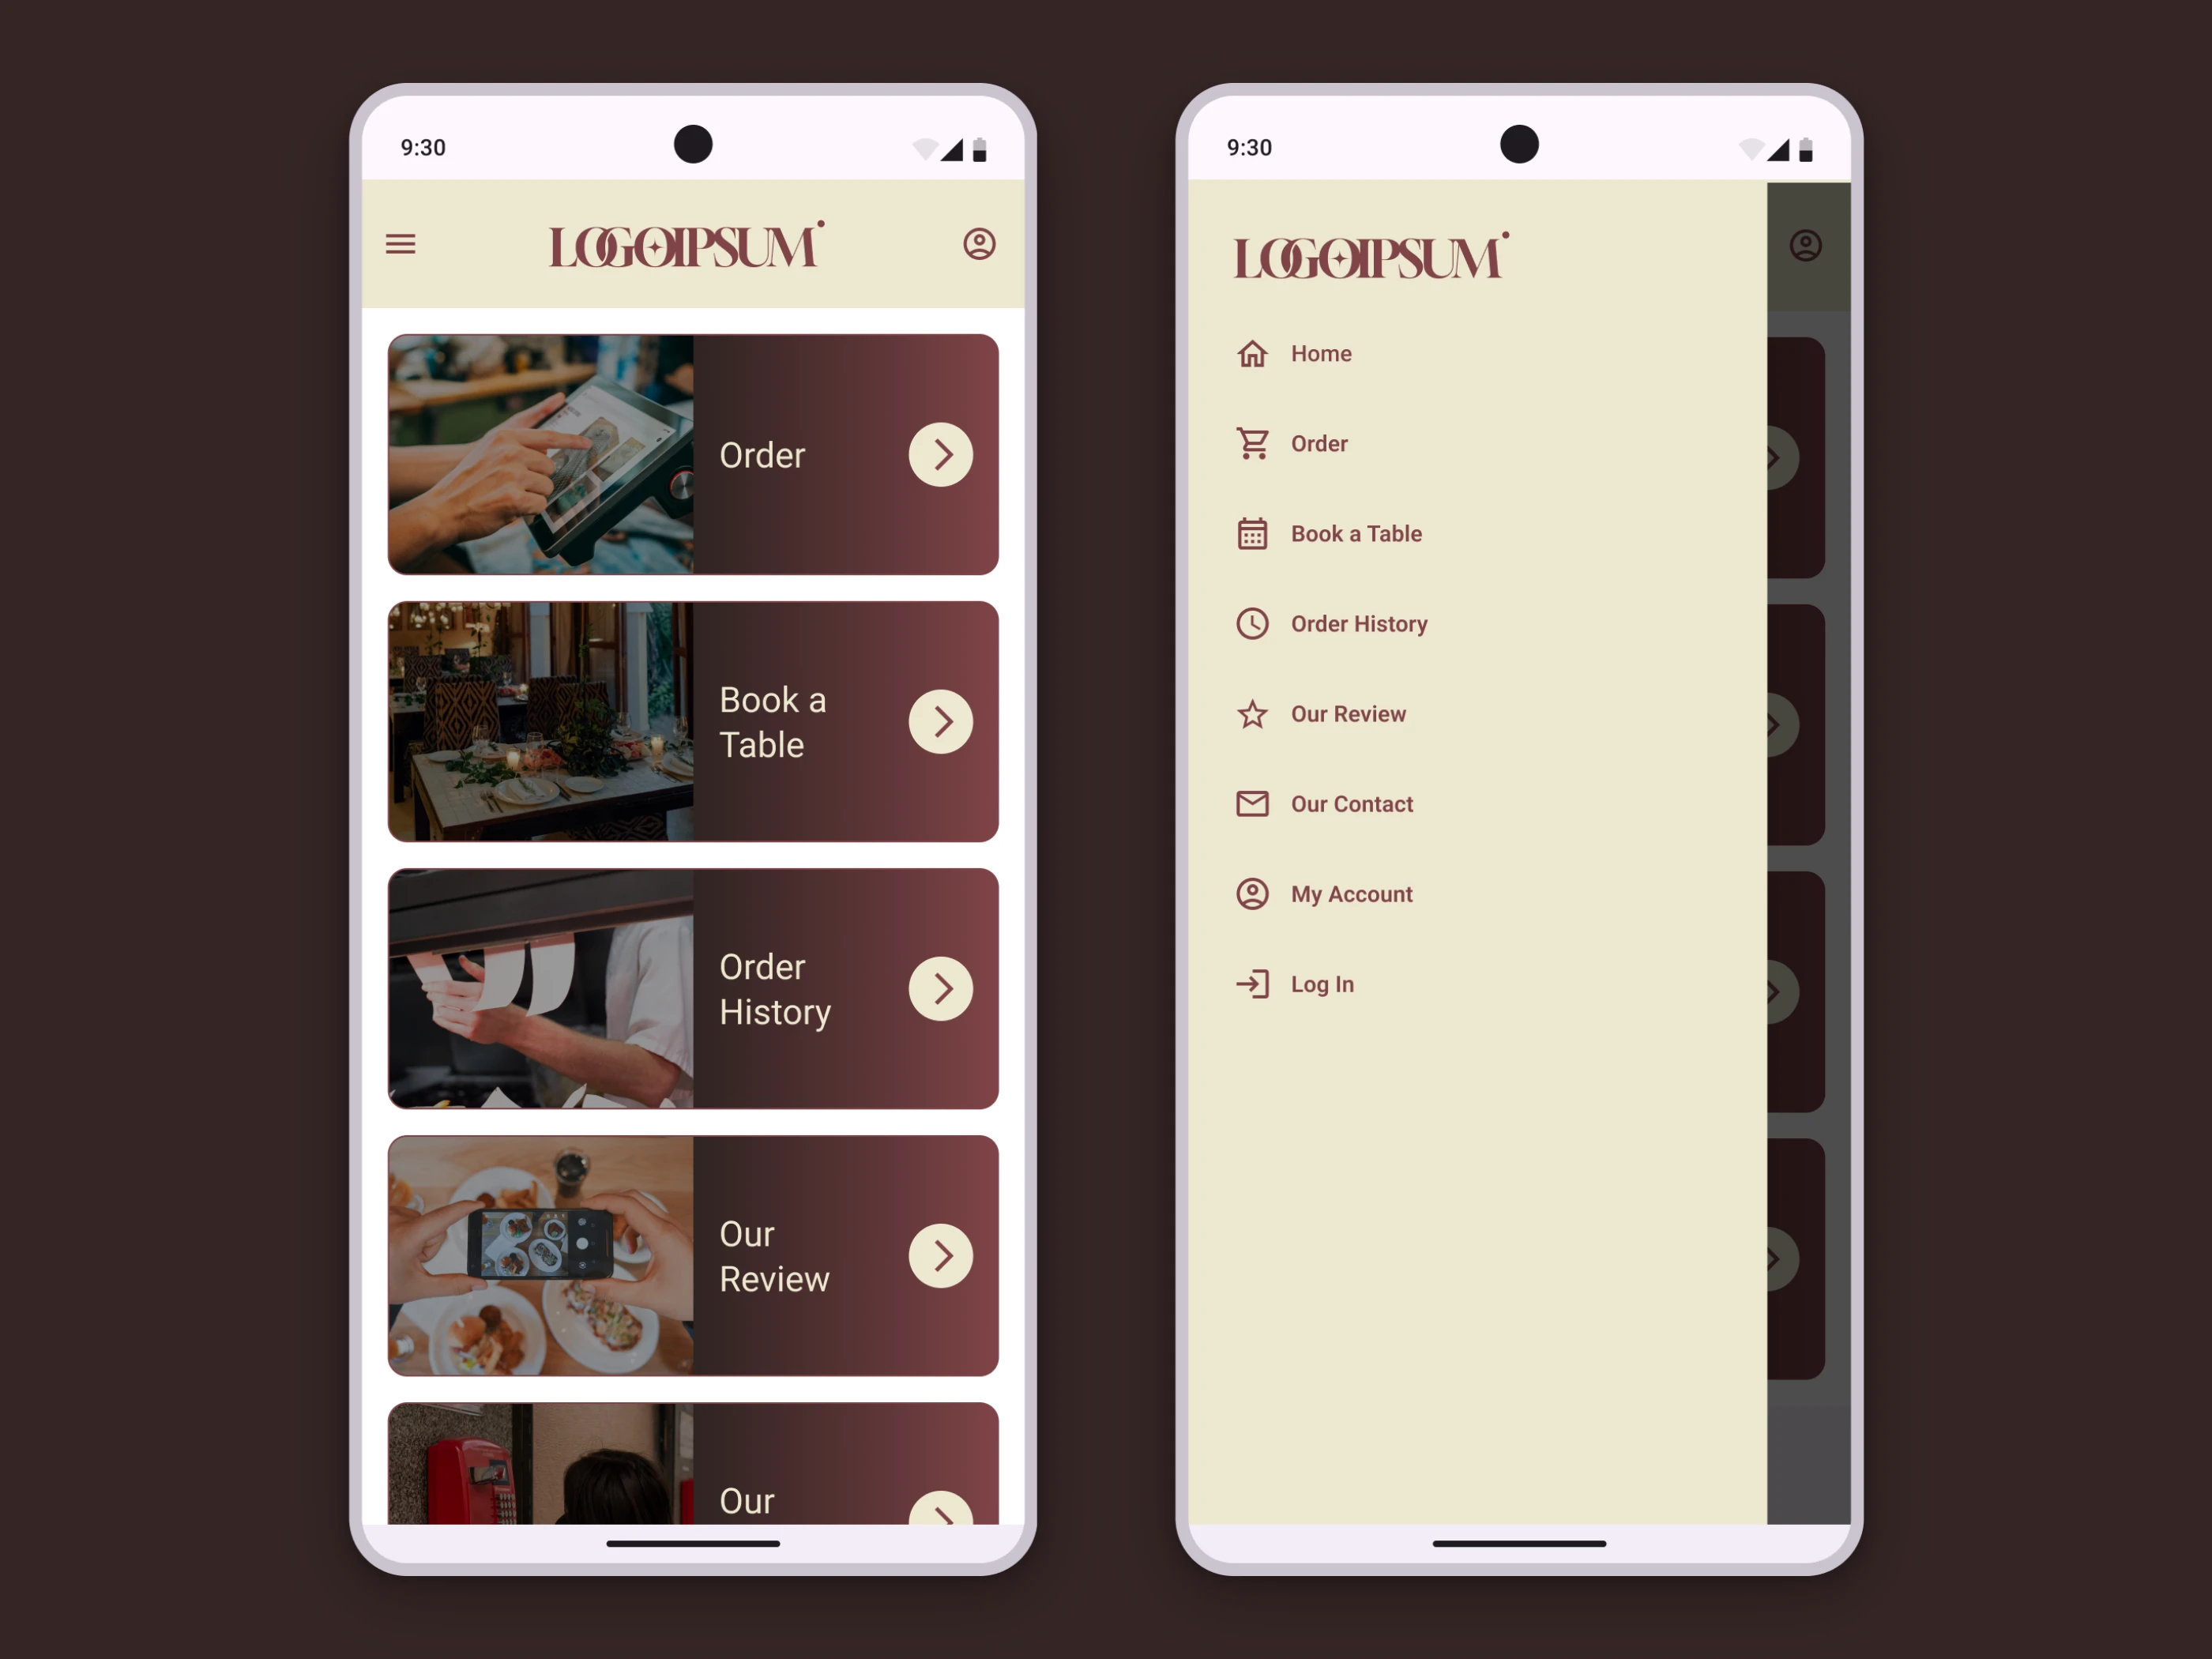 9:30
LOGOIPSUM
Order
Book a
Table
Order
History
Our
Review
Our
9:30
LOGOIPSUM
Home
Order
Book a Table
Order History
Our Review
Our Contact
My Account
Log In